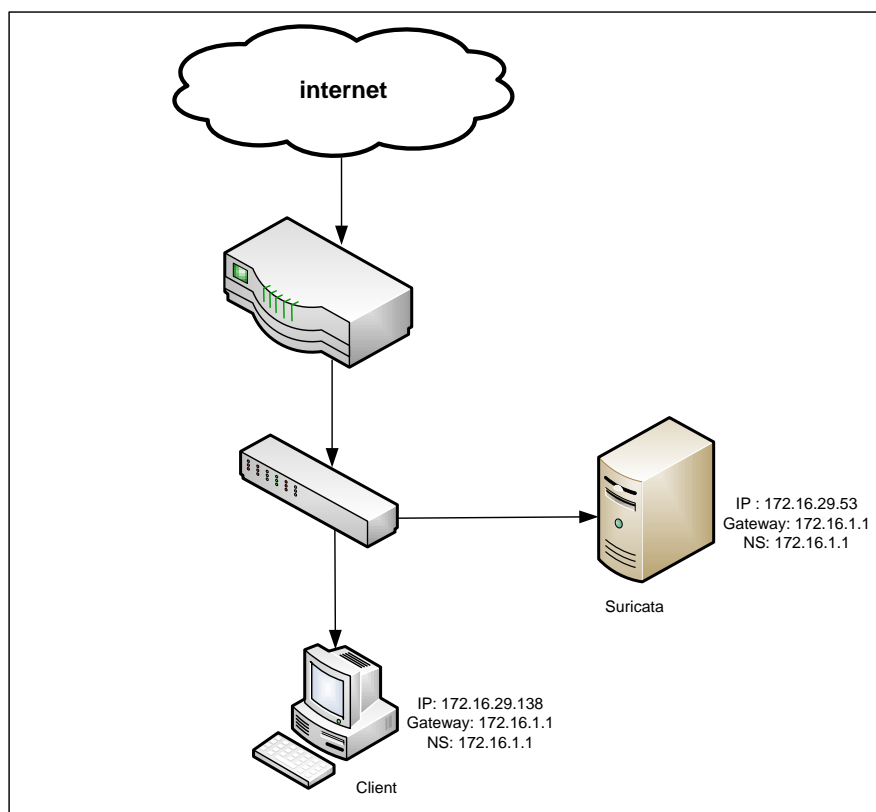 internet
IP : 172.16.29.53
Gateway: 172.16.1.1
NS: 172.16.1.1
Suricata
IP: 172.16.29.138
Gateway: 172.16.1.1
NS: 172.16.1.1
Client